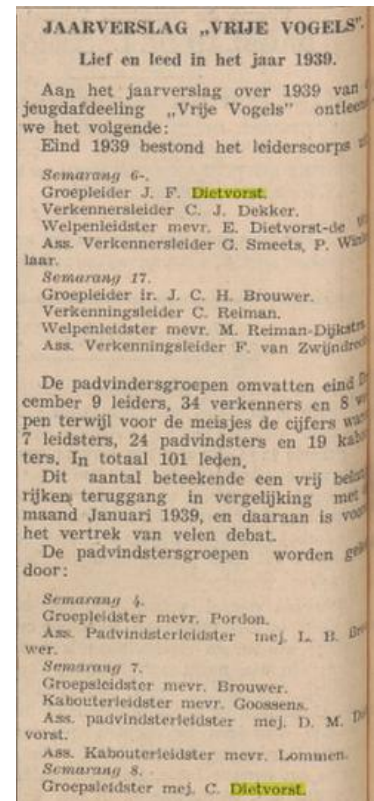 JAARVERSLAG „VRIJE VOGELS".
Lief en leed in het jaar 1939.
Aan het jaarverslag over 1939 van
jeugdafdeeling „Vrije Vogels"
we het volgende:
Eind 1939 bestond het leiderscorps
Semarang 6-.
Groepleider J. F. Dietvorst.
Verkennersleider C. J. Dekker.
Welpenleidster mevr. E. Dietvorst-de
Ass. Verkennersleider G. Smeets, P.
laar.
Semarang 17.
Groepleider ir. J. C. H. Brouwer.
Verkenningsleider C. Reiman.
Welpenleidster mevr. M. Reiman-Dijkstra
Ass. Verkenningsleider F. van
De padvindersgroepen omvatten eind
cember 9 leiders, 34 verkenners en 8
pen terwijl voor de meisjes de cijfers
7 leidsters, 24 padvindsters en 19
ters. In totaal 101 leden.
Dit aantal beteekende een vrij
rijken teruggang in vergelijking met
maand Januari 1939, en daaraan is
het vertrek van velen debat.
De padvindstersgroepen worden
door:
Semarang 4.
Groepleidster mevr. Pordon.
Ass. Padvindsterleidster mej. L. B.
wer.
Semarang 7.
Groepsleidster mevr. Brouwer.
Kabouterleidster mevr. Goossens.
Ass. padvindsterleidster mej. D. M.
vorst.
Ass. Kabouterleidster mevr. Lommen.
Semarang 8.
Groepsleidster mej. C. Dietvorst.